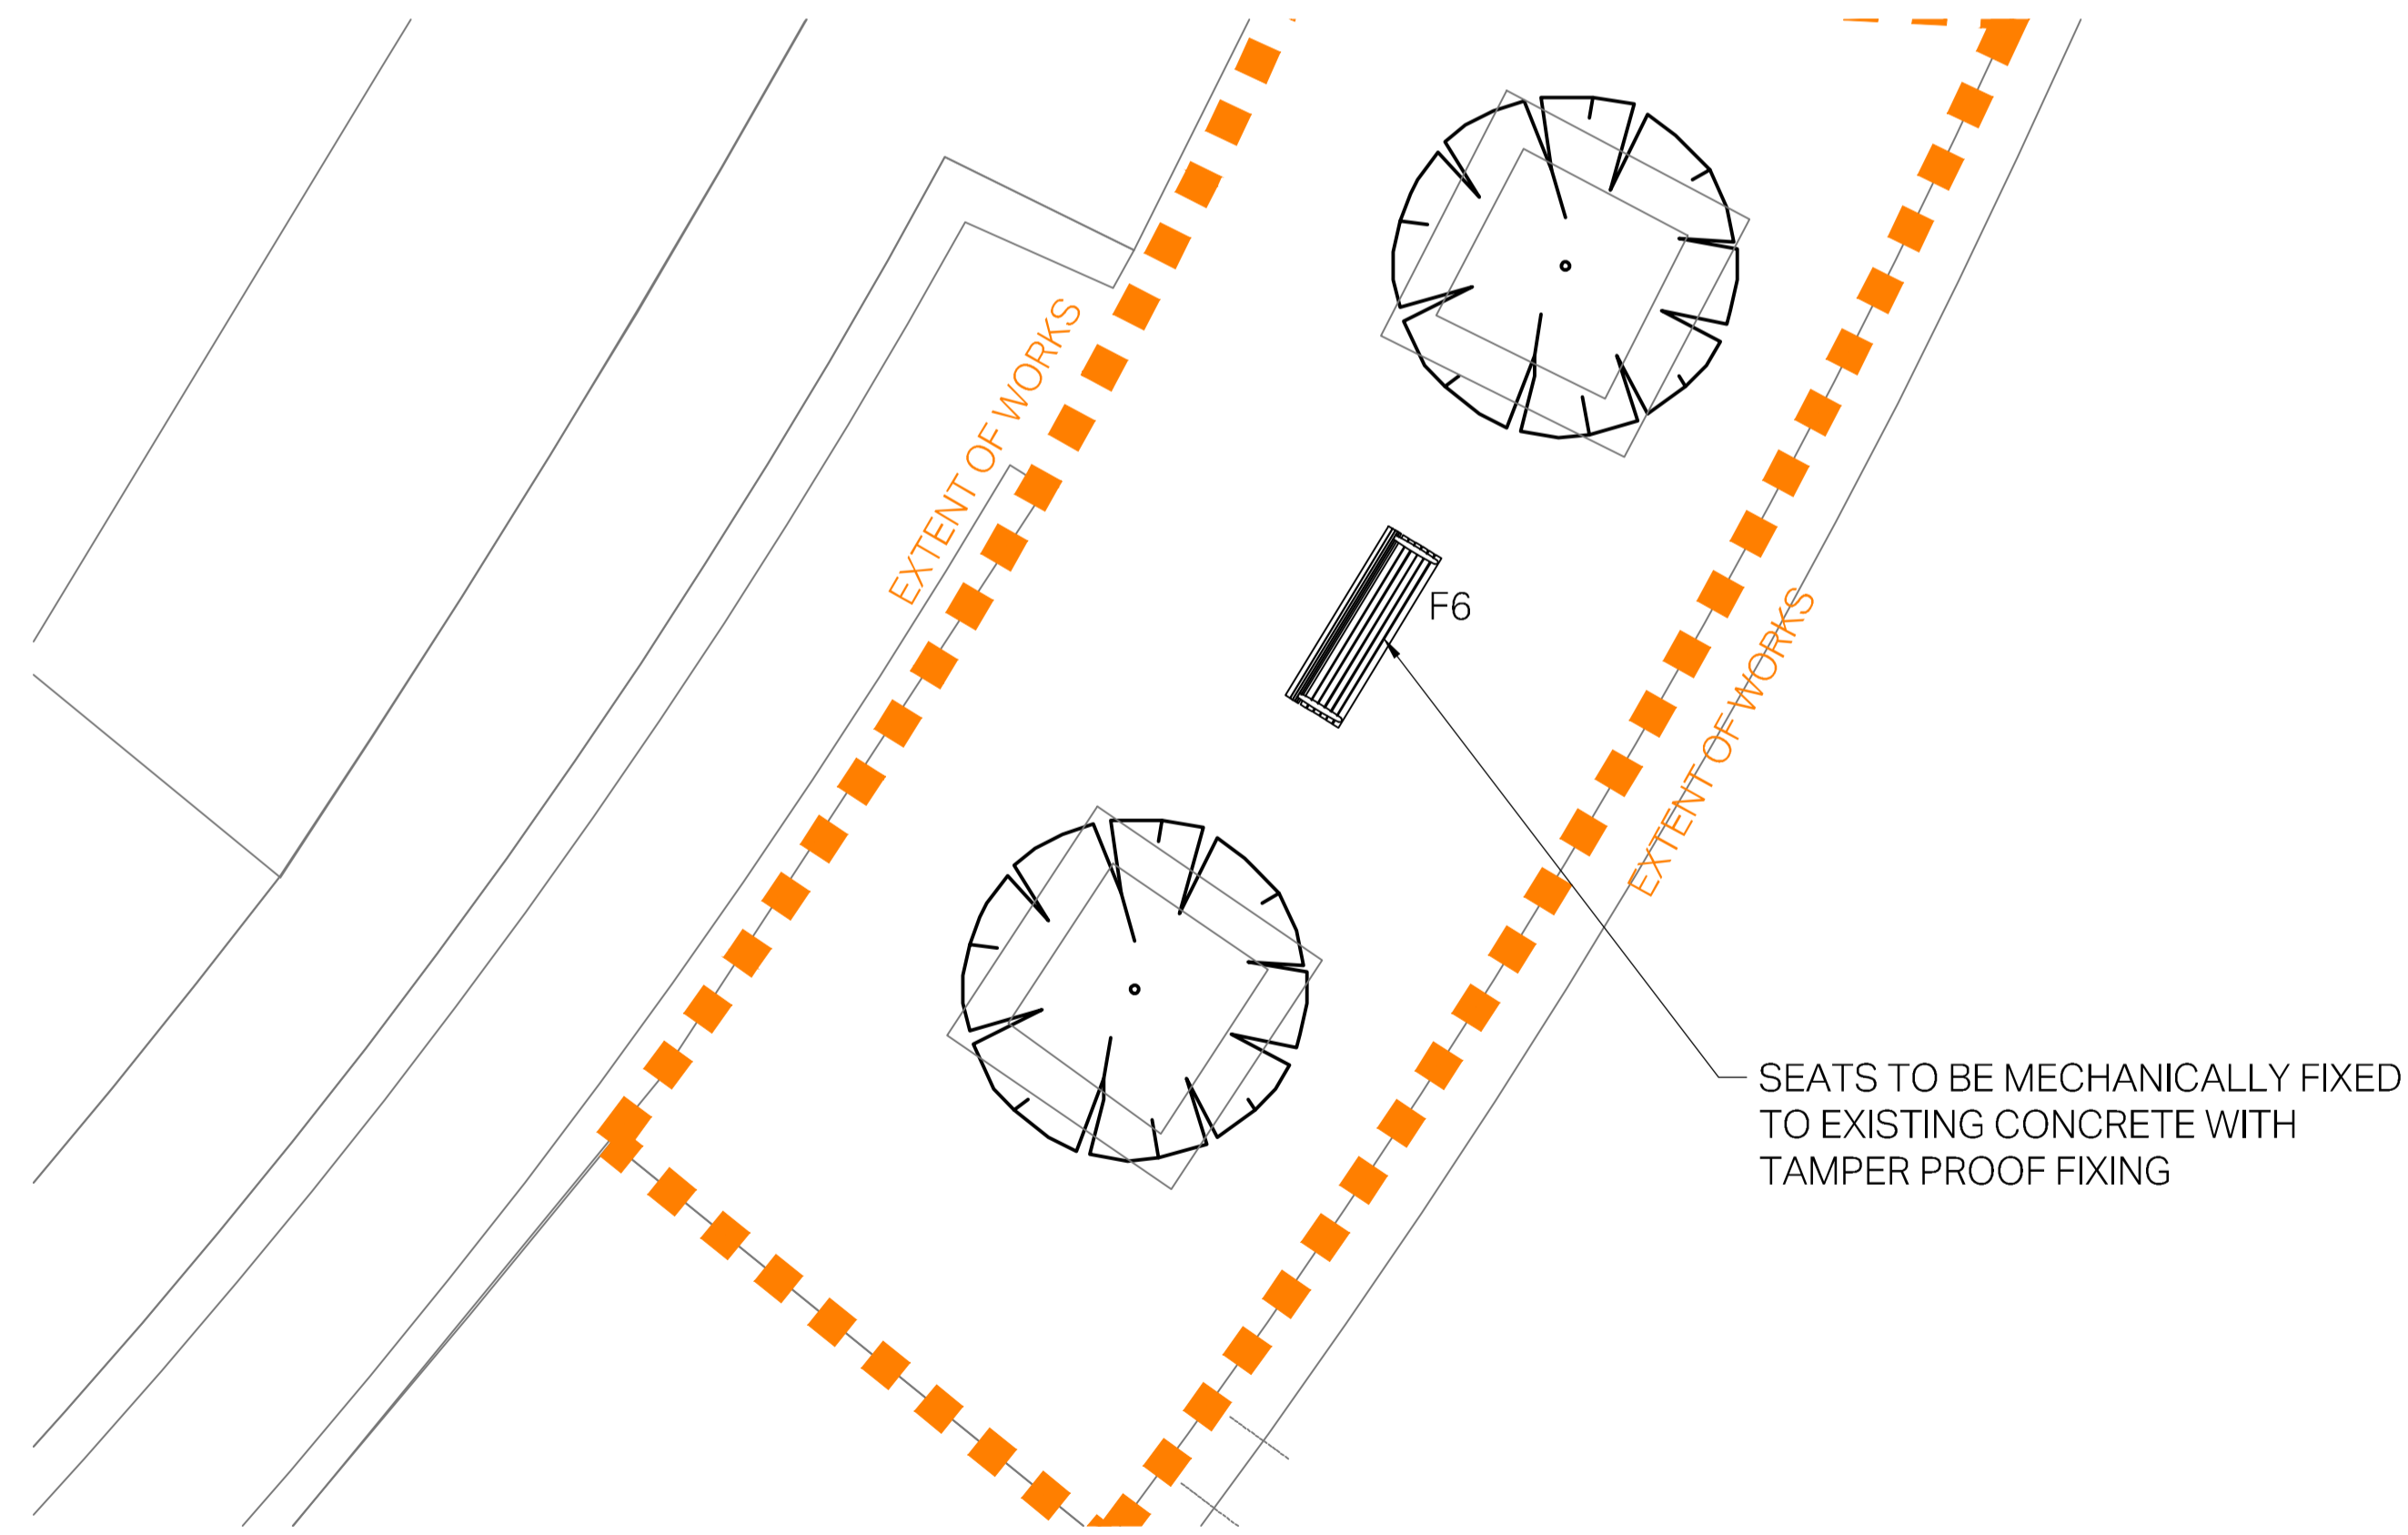 EXTENT OF WORKS
F6
EXTENT OF WORKS
SEATS TO BE MECHANICALLY FIXED
TO EXISTING CONCRETE WITH
TAMPER PROOF FIXING